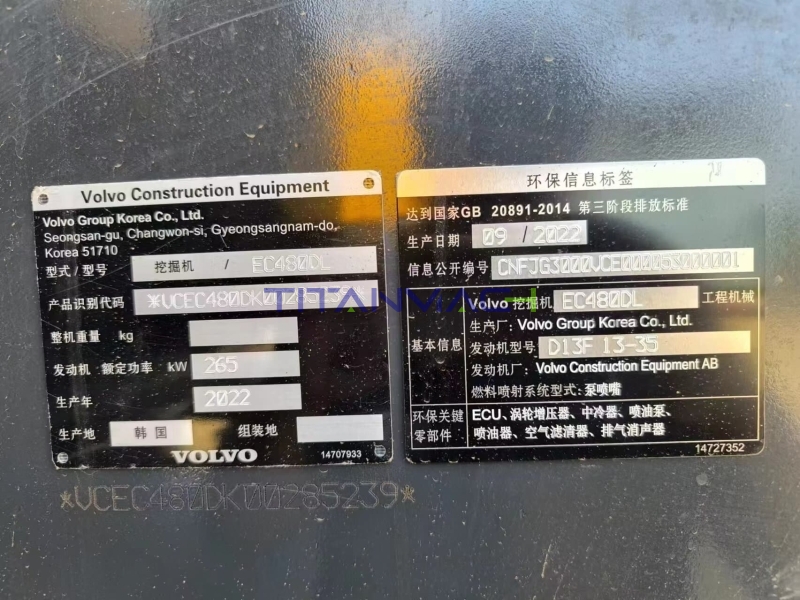 Volvo Construction Equipment
Volvo Group Korea Co., Ltd.
Seongsan-gu, Changwon-si, Gyeongsangnam-do,
Korea 51710
型式 / 型号 挖掘机 / EC480DL
产品识别代码 *VCEC480DK00285239*
整机重量 kg
发动机 额定功率 kW 265
生产年 2022
生产地 韩国 组装地
VOLVO 14707933
环保信息标签
达到国家GB 20891-2014 第三阶段排放标准
生产日期 09 / 2022
信息公开编号
Volvo 挖掘机 EC480DL 工程机械
生产厂: Volvo Group Korea Co., Ltd.
基本信息 发动机型号 D13F 13-35
发动机厂: Volvo Construction Equipment AB
燃料喷射系统型式: 泵喷嘴
环保关键 ECU、涡轮增压器、中冷器、喷油泵、
零部件 喷油器、空气滤清器、排气消声器
14727352
TITANMACH
*VCEC480DK00285239*